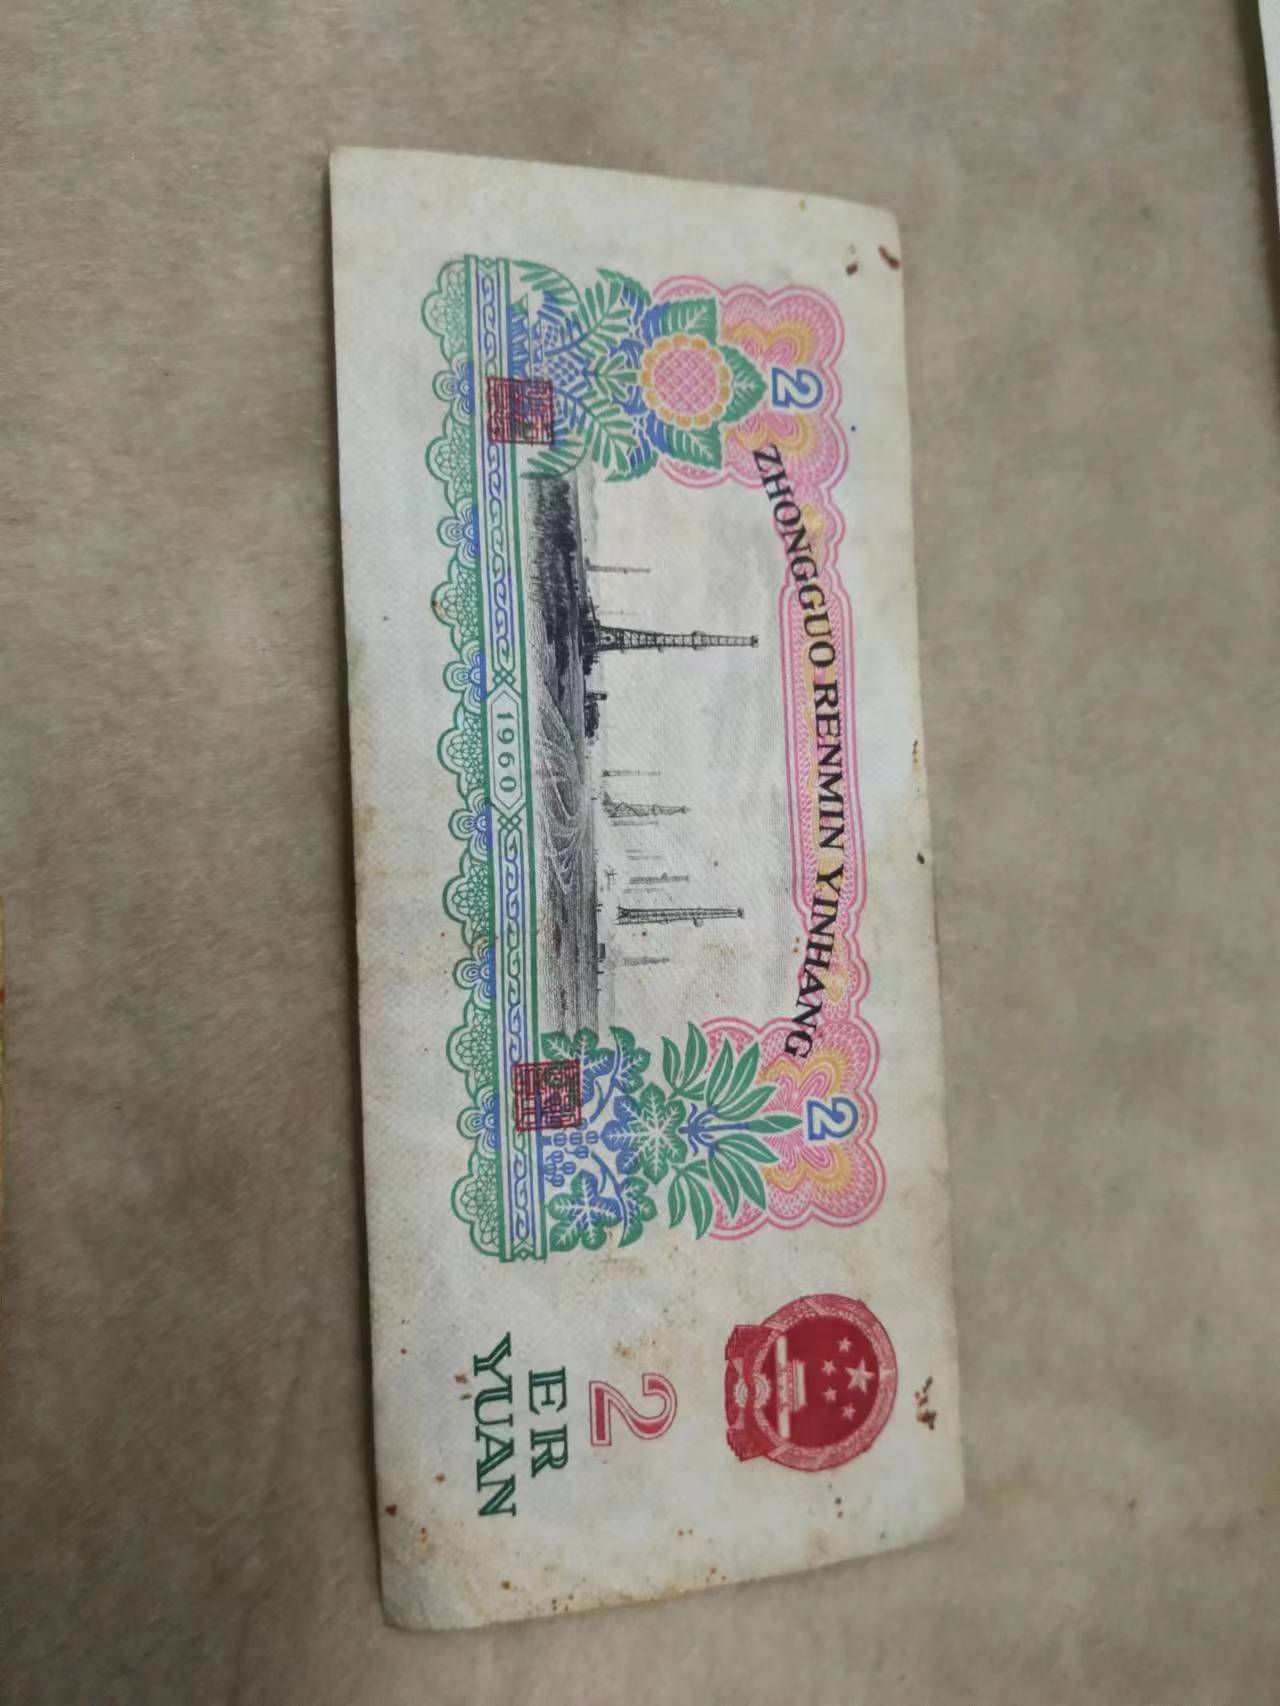 2
ZHONGGUO RENMIN YINHANG
2
1960
2
ER
YUAN